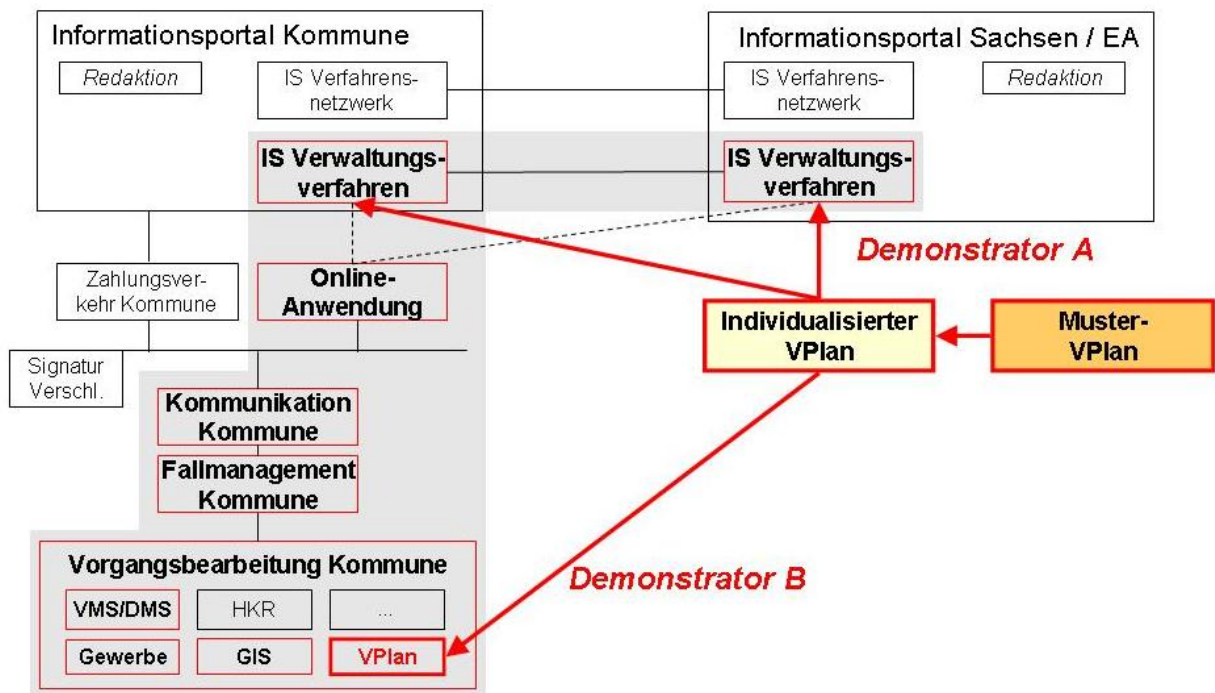 Informationsportal Kommune
Redaktion
IS Verfahrens-
netzwerk
IS Verwaltungs-
verfahren
Informationsportal Sachsen / EA
IS Verfahrens-
netzwerk
Redaktion
IS Verwaltungs-
verfahren
Demonstrator A
Zahlungsver-
kehr Kommune
Online-
Anwendung
Individualisierter
VPlan
Muster-
VPlan
Signatur
Verschl.
Kommunikation
Kommune
Fallmanagement
Kommune
Demonstrator B
Vorgangsbearbeitung Kommune
VMS/DMS
HKR
...
Gewerbe
GIS
VPlan